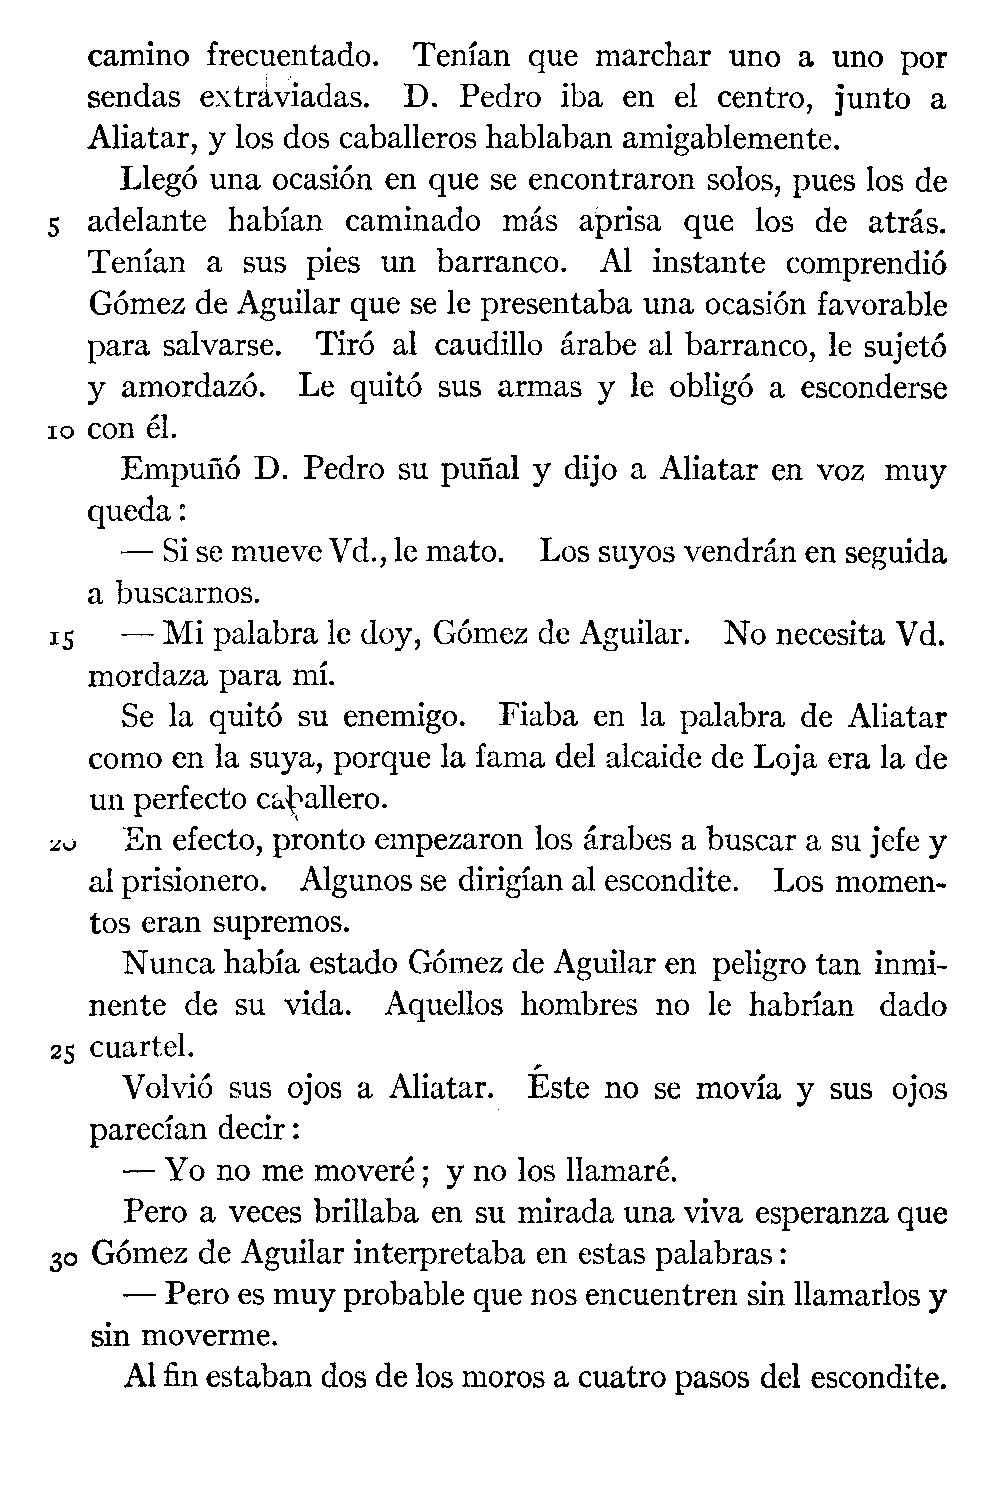 camino frecuentado. Tenían que marchar uno a uno por
sendas extraviadas. D. Pedro iba en el centro, junto a
Aliatar, y los dos caballeros hablaban amigablemente.
Llegó una ocasión en que se encontraron solos, pues los de
5 adelante habían caminado más aprisa que los de atrás.
Tenían a sus pies un barranco. Al instante comprendió
Gómez de Aguilar que se le presentaba una ocasión favorable
para salvarse. Tiró al caudillo árabe al barranco, le sujetó
y amordazó. Le quitó sus armas y le obligó a esconderse
10 con él.
Empuñó D. Pedro su puñal y dijo a Aliatar en voz muy
queda :
— Si se mueve Vd., le mato. Los suyos vendrán en seguida
a buscarnos.
15 — Mi palabra le doy, Gómez de Aguilar. No necesita Vd.
mordaza para mí.
Se la quitó su enemigo. Fiaba en la palabra de Aliatar
como en la suya, porque la fama del alcaide de Loja era la de
un perfecto caballero.
20 En efecto, pronto empezaron los árabes a buscar a su jefe y
al prisionero. Algunos se dirigían al escondite. Los momen-
tos eran supremos.
Nunca había estado Gómez de Aguilar en peligro tan inmi-
nente de su vida. Aquellos hombres no le habrían dado
25 cuartel.
Volvió sus ojos a Aliatar. Éste no se movía y sus ojos
parecían decir :
— Yo no me moveré ; y no los llamaré.
Pero a veces brillaba en su mirada una viva esperanza que
30 Gómez de Aguilar interpretaba en estas palabras :
— Pero es muy probable que nos encuentren sin llamarlos y
sin moverme.
Al fin estaban dos de los moros a cuatro pasos del escondite.